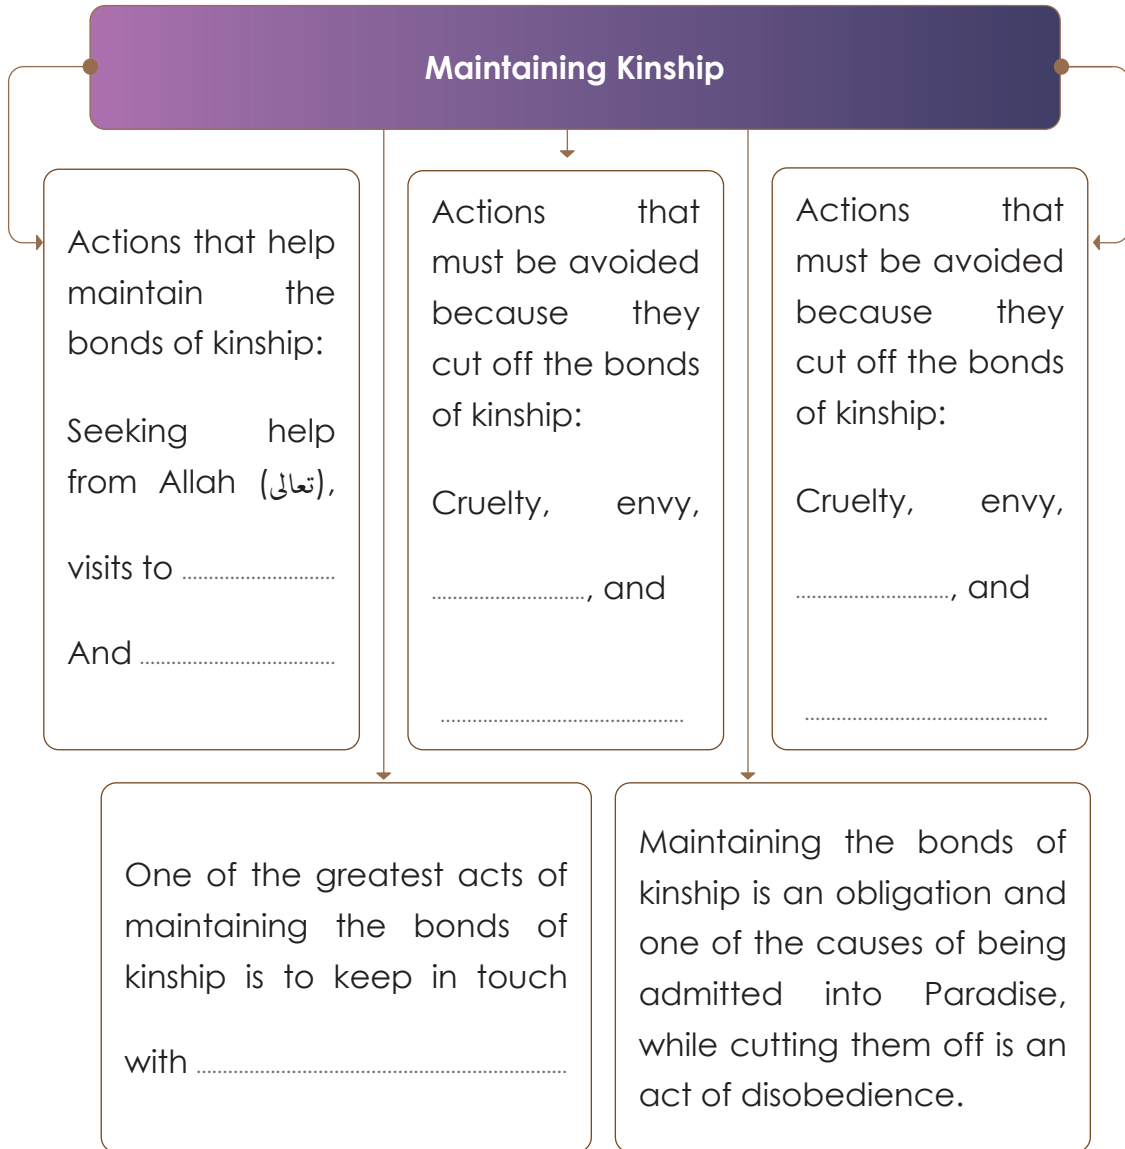 Maintaining Kinship
Actions that help
maintain the
bonds of kinship:
Seeking help
from Allah (تعالى),
visits to ............................
And ....................................
Actions that
must be avoided
because they
cut off the bonds
of kinship:
Cruelty, envy,
............................, and
.............................................
Actions that
must be avoided
because they
cut off the bonds
of kinship:
Cruelty, envy,
............................, and
.............................................
One of the greatest acts of
maintaining the bonds of
kinship is to keep in touch
with .....................................................................
Maintaining the bonds of
kinship is an obligation and
one of the causes of being
admitted into Paradise,
while cutting them off is an
act of disobedience.